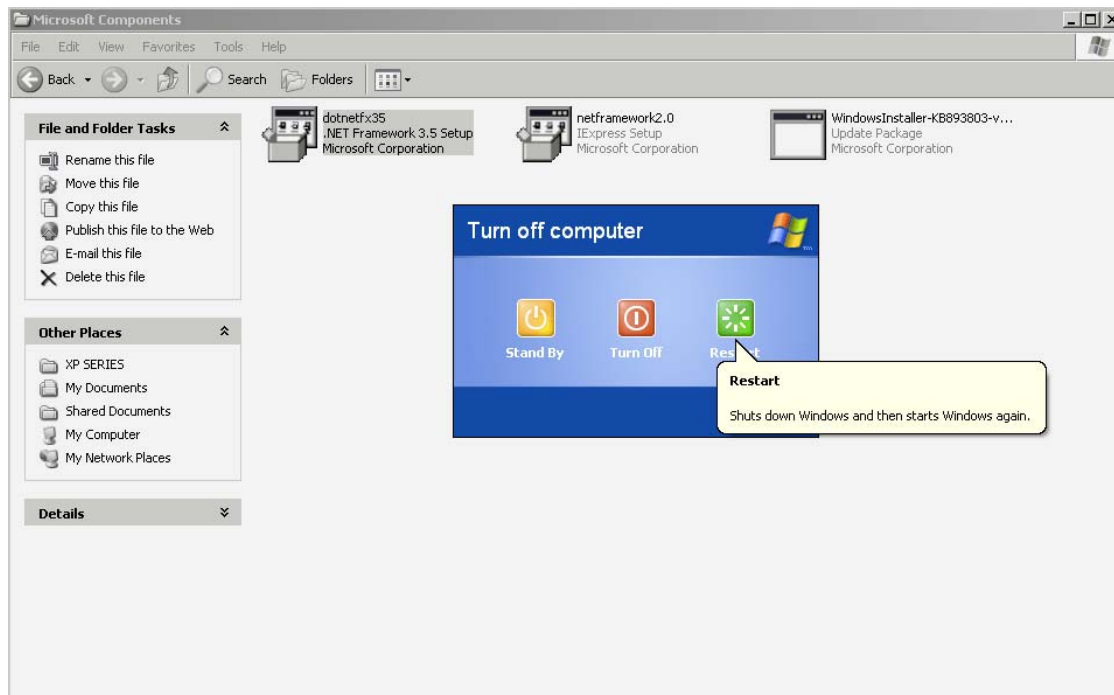 Microsoft Components
File Edit View Favorites Tools Help
Back Search Folders
File and Folder Tasks
Rename this file
Move this file
Copy this file
Publish this file to the Web
E-mail this file
Delete this file
Other Places
XP SERIES
My Documents
Shared Documents
My Computer
My Network Places
Details
dotnetfx35
.NET Framework 3.5 Setup
Microsoft Corporation
netframework2.0
IExpress Setup
Microsoft Corporation
WindowsInstaller-KB893803-v...
Update Package
Microsoft Corporation
Turn off computer
Stand By Turn Off
Restart
Shuts down Windows and then starts Windows again.